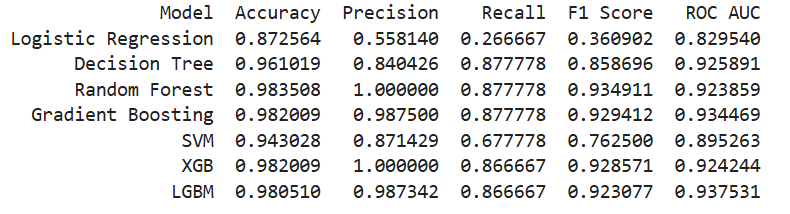 Model Accuracy Precision Recall F1 Score ROC AUC
Logistic Regression 0.872564 0.558140 0.266667 0.360902 0.829540
Decision Tree 0.961019 0.840426 0.877778 0.858696 0.925891
Random Forest 0.983508 1.000000 0.877778 0.934911 0.923859
Gradient Boosting 0.982009 0.987500 0.877778 0.929412 0.934469
SVM 0.943028 0.871429 0.677778 0.762500 0.895263
XGB 0.982009 1.000000 0.866667 0.928571 0.924244
LGBM 0.980510 0.987342 0.866667 0.923077 0.937531